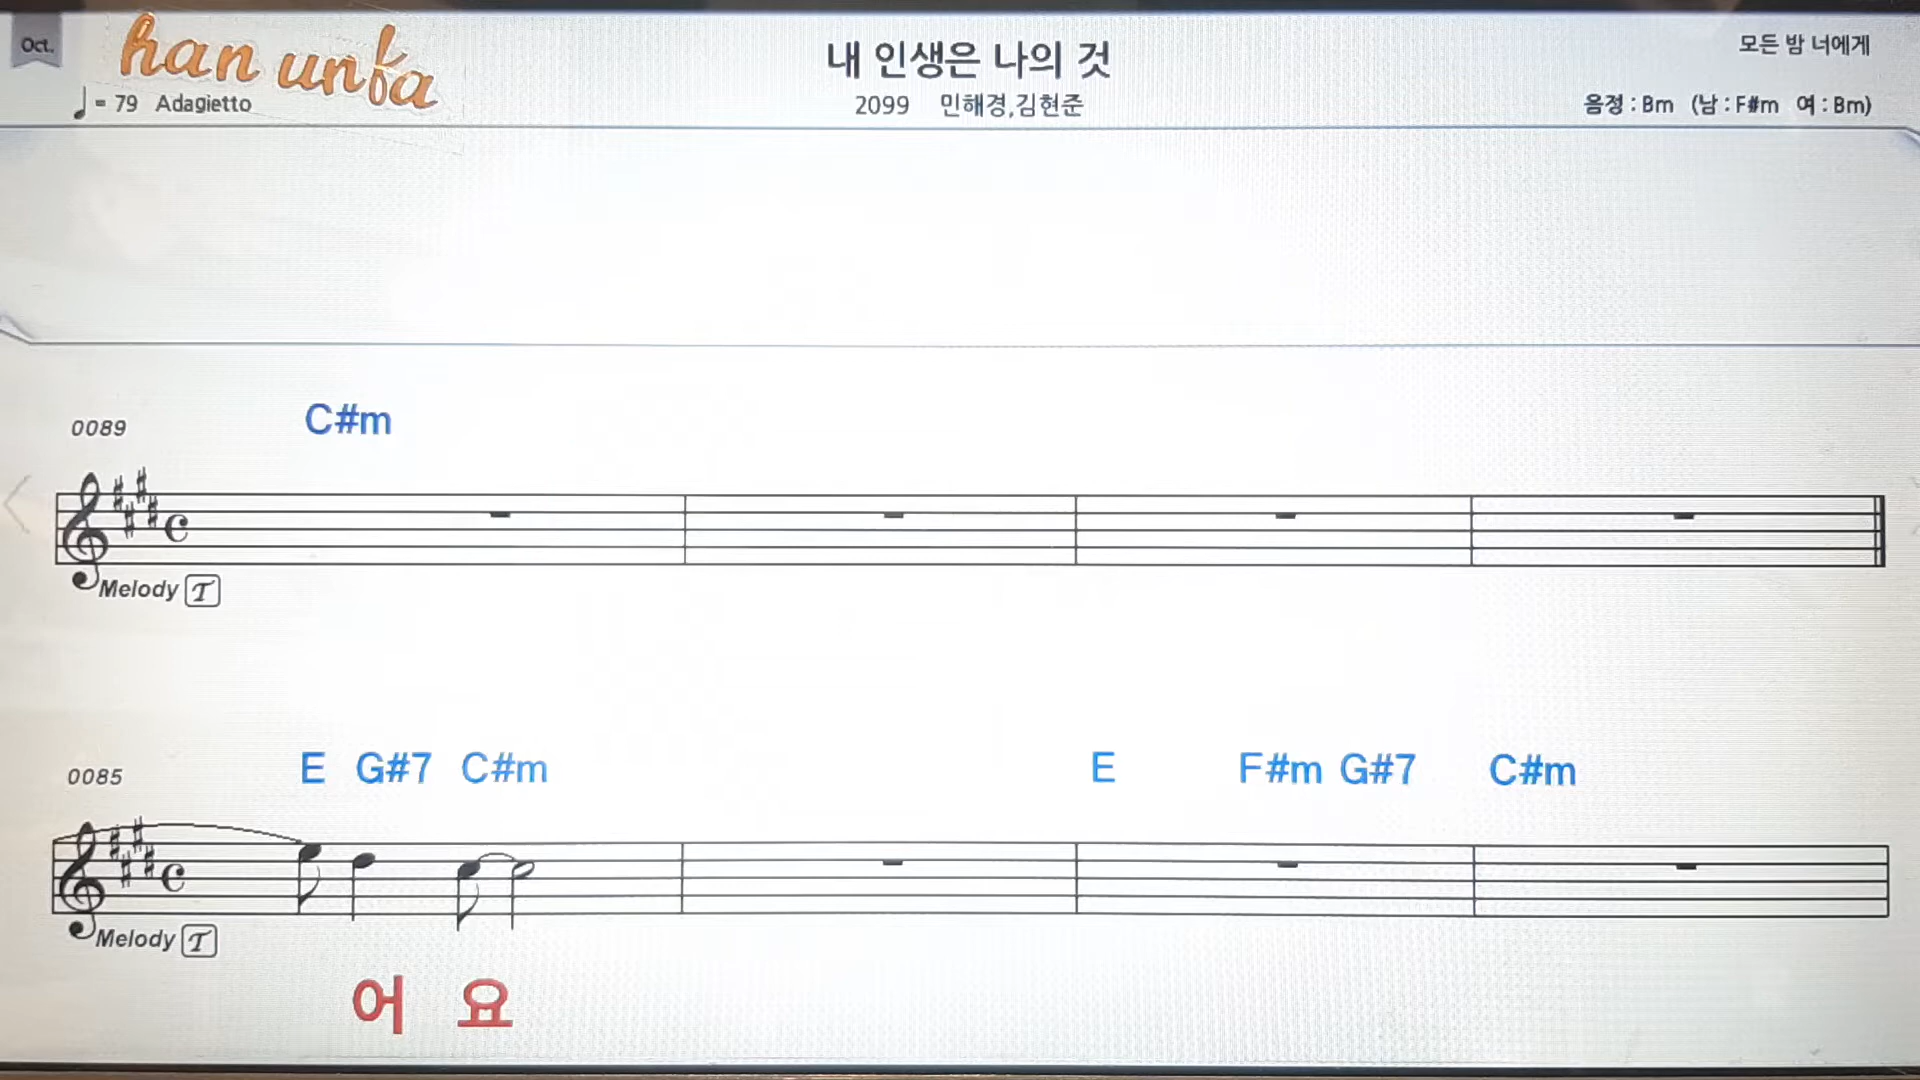 Oct.
han unfa
내 인생은 나의 것
모든 밤 너에게
♩= 79 Adagietto
2099 민해경,김현준
음정 : Bm (남 : F#m 여 : Bm)
0089 C#m
Melody T
0085 E G#7 C#m E F#m G#7 C#m
Melody T
어 요